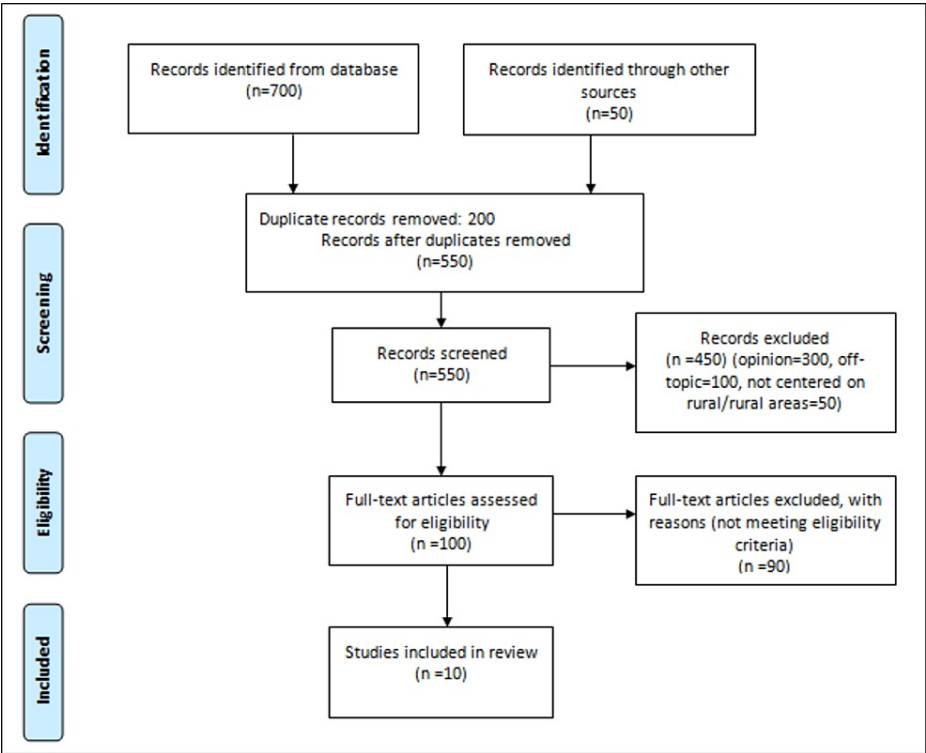 Identification
Records identified from database
(n=700)
Records identified through other
sources
(n=50)
Screening
Duplicate records removed: 200
Records after duplicates removed
(n=550)
Records screened
(n=550)
Records excluded
(n =450) (opinion=300, off-
topic=100, not centered on
rural/rural areas=50)
Eligibility
Full-text articles assessed
for eligibility
(n =100)
Full-text articles excluded, with
reasons (not meeting eligibility
criteria)
(n =90)
Included
Studies included in review
(n =10)